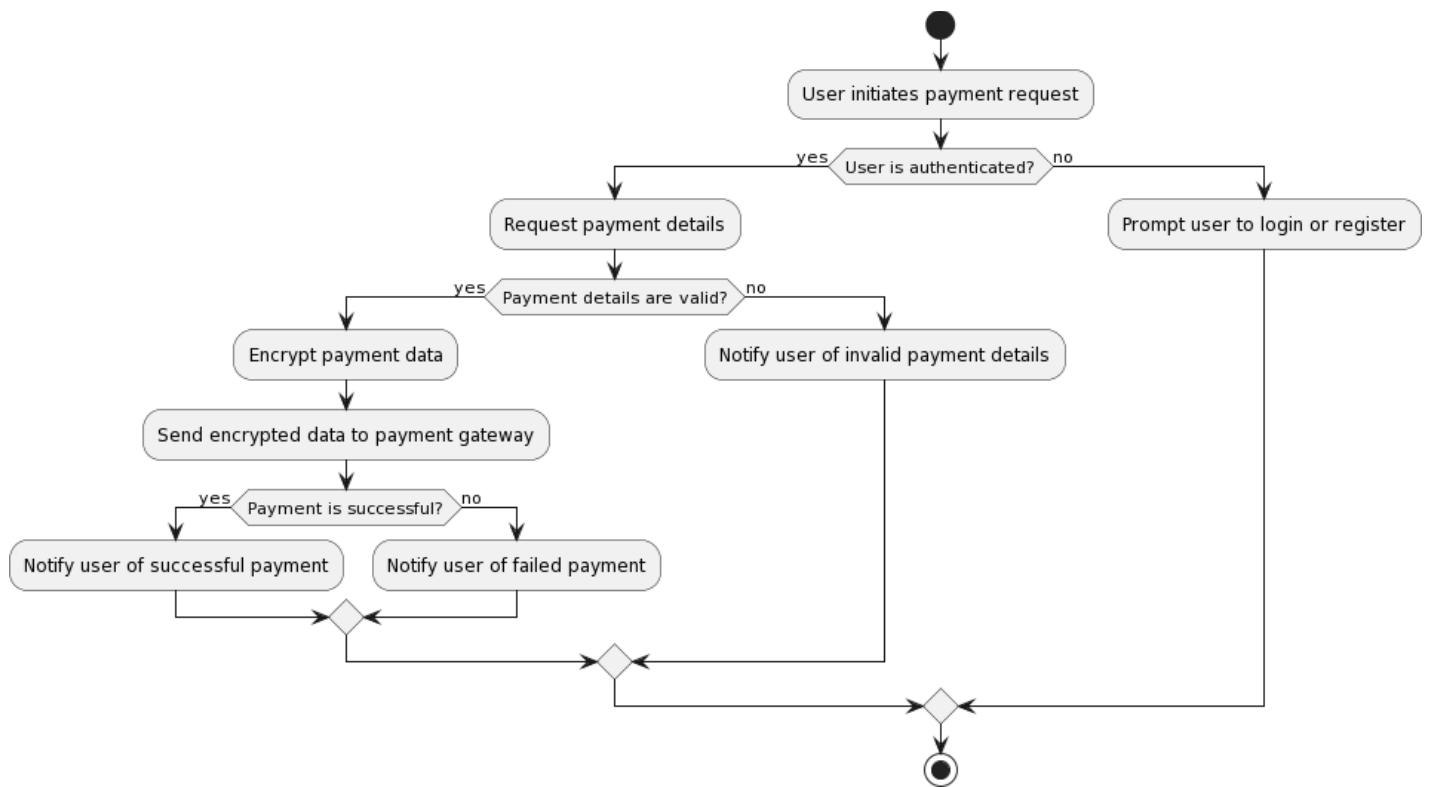 User initiates payment request
yes
User is authenticated?
no
Request payment details
Prompt user to login or register
yes
Payment details are valid?
no
Encrypt payment data
Notify user of invalid payment details
Send encrypted data to payment gateway
yes
Payment is successful?
no
Notify user of successful payment
Notify user of failed payment